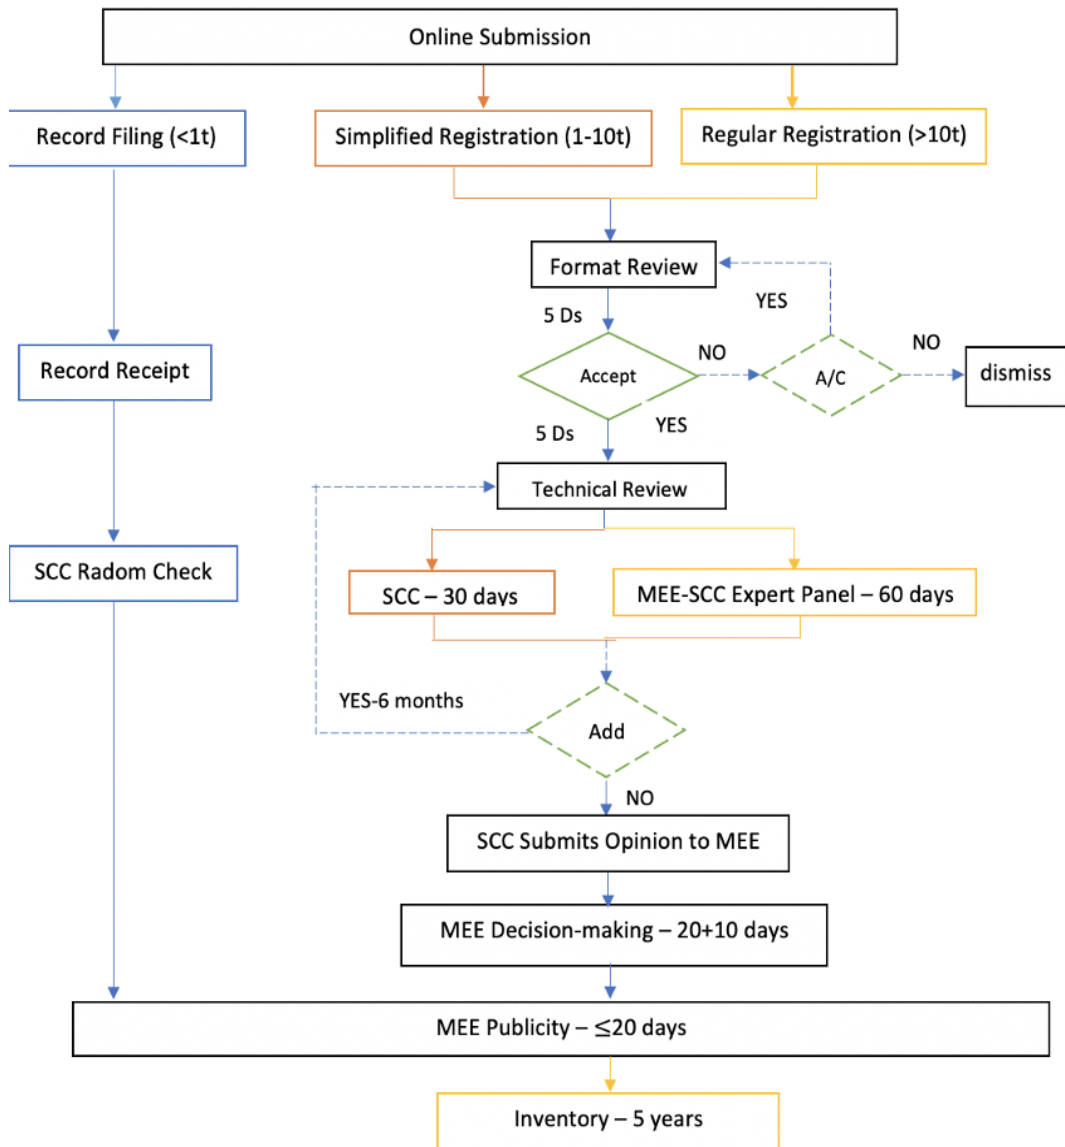 Online Submission
Record Filing (<1t)
Simplified Registration (1-10t)
Regular Registration (>10t)
Format Review
YES
5 Ds
NO
NO
Accept
A/C
dismiss
Record Receipt
5 Ds
YES
Technical Review
SCC Radom Check
SCC – 30 days
MEE-SCC Expert Panel – 60 days
YES-6 months
Add
NO
SCC Submits Opinion to MEE
MEE Decision-making – 20+10 days
MEE Publicity – ≤20 days
Inventory – 5 years